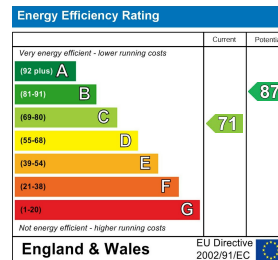 Energy Efficiency Rating
Current
Potenti
Very energy efficient - lower running costs
(92 plus) A
(81-91) B
87
(69-80) C
71
(55-68) D
(39-54) E
(21-38) F
(1-20) G
Not energy efficient - higher running costs
England & Wales
EU Directive
2002/91/EC